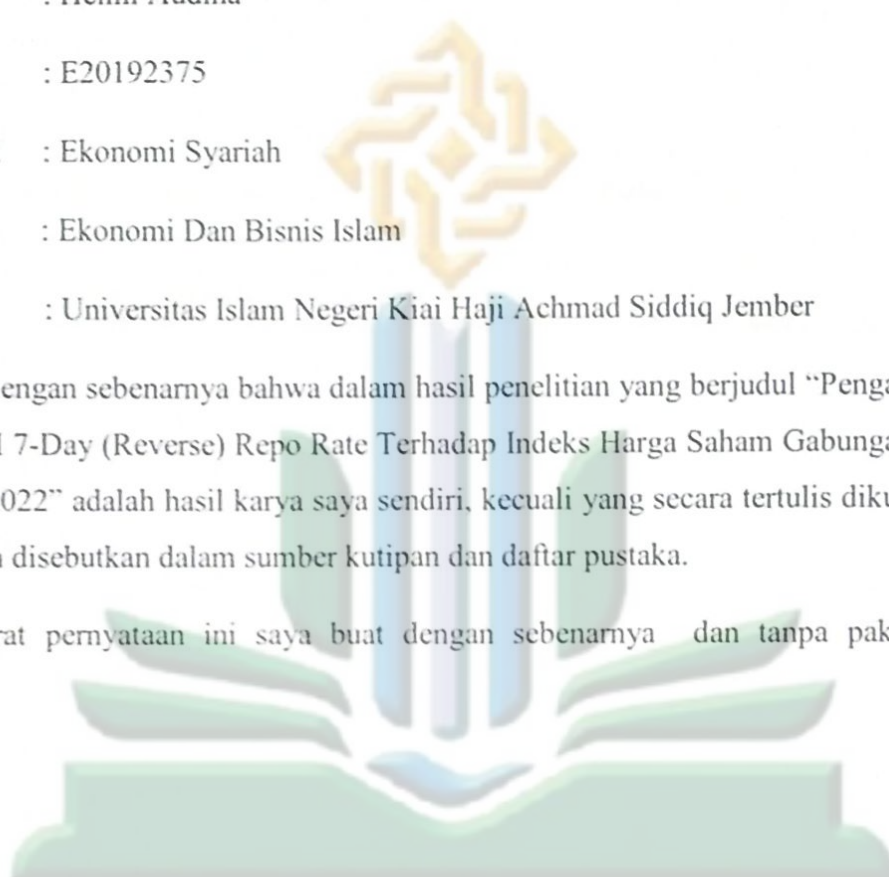 : E20192375
: Ekonomi Syariah
: Ekonomi Dan Bisnis Islam
: Universitas Islam Negeri Kiai Haji Achmad Siddiq Jember
engan sebenarnya bahwa dalam hasil penelitian yang berjudul “Penga
7-Day (Reverse) Repo Rate Terhadap Indeks Harga Saham Gabunga
022” adalah hasil karya saya sendiri, kecuali yang secara tertulis diku
disebutkan dalam sumber kutipan dan daftar pustaka.
rat pernyataan ini saya buat dengan sebenarnya dan tanpa pak